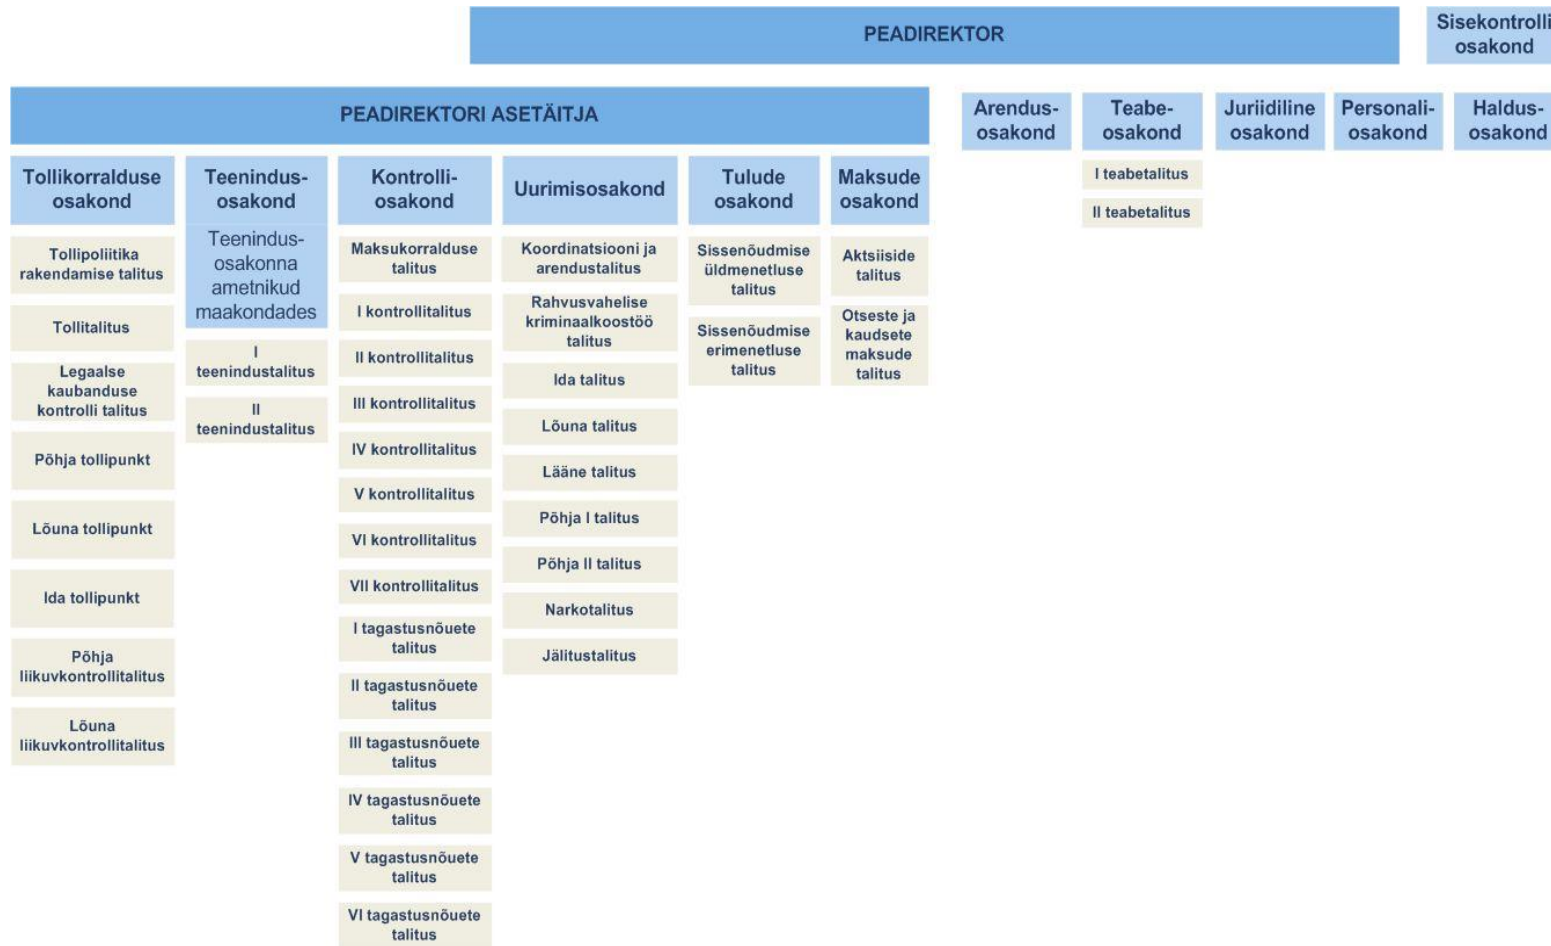 PEADIREKTOR
Sisekontrolli
osakond
PEADIREKTORI ASETÄITJA
Arendus-
osakond
Teabe-
osakond
Juriidiline
osakond
Personali-
osakond
Haldus-
osakond
I teabetalitus
II teabetalitus
Tollikorralduse
osakond
Tollipoliitika
rakendamise talitus
Tollitalitus
Legaalse
kaubanduse
kontrolli talitus
Põhja tollipunkt
Lõuna tollipunkt
Ida tollipunkt
Põhja
liikuvkontrollitalitus
Lõuna
liikuvkontrollitalitus
Teenindus-
osakond
Teenindus-
osakonna
ametnikud
maakondades
I
teenindustalitus
II
teenindustalitus
Kontrolli-
osakond
Maksukorralduse
talitus
I kontrollitalitus
II kontrollitalitus
III kontrollitalitus
IV kontrollitalitus
V kontrollitalitus
VI kontrollitalitus
VII kontrollitalitus
I tagastusnõuete
talitus
II tagastusnõuete
talitus
III tagastusnõuete
talitus
IV tagastusnõuete
talitus
V tagastusnõuete
talitus
VI tagastusnõuete
talitus
Uurimisosakond
Koordinatsiooni ja
arendustalitus
Rahvusvahelise
kriminaalkoostöö
talitus
Ida talitus
Lõuna talitus
Lääne talitus
Põhja I talitus
Põhja II talitus
Narkotalitus
Jälitustalitus
Tulude
osakond
Sissenõudmise
üldmenetluse
talitus
Sissenõudmise
erimenetluse
talitus
Maksude
osakond
Aktsiiside
talitus
Otseste ja
kaudsete
maksude
talitus